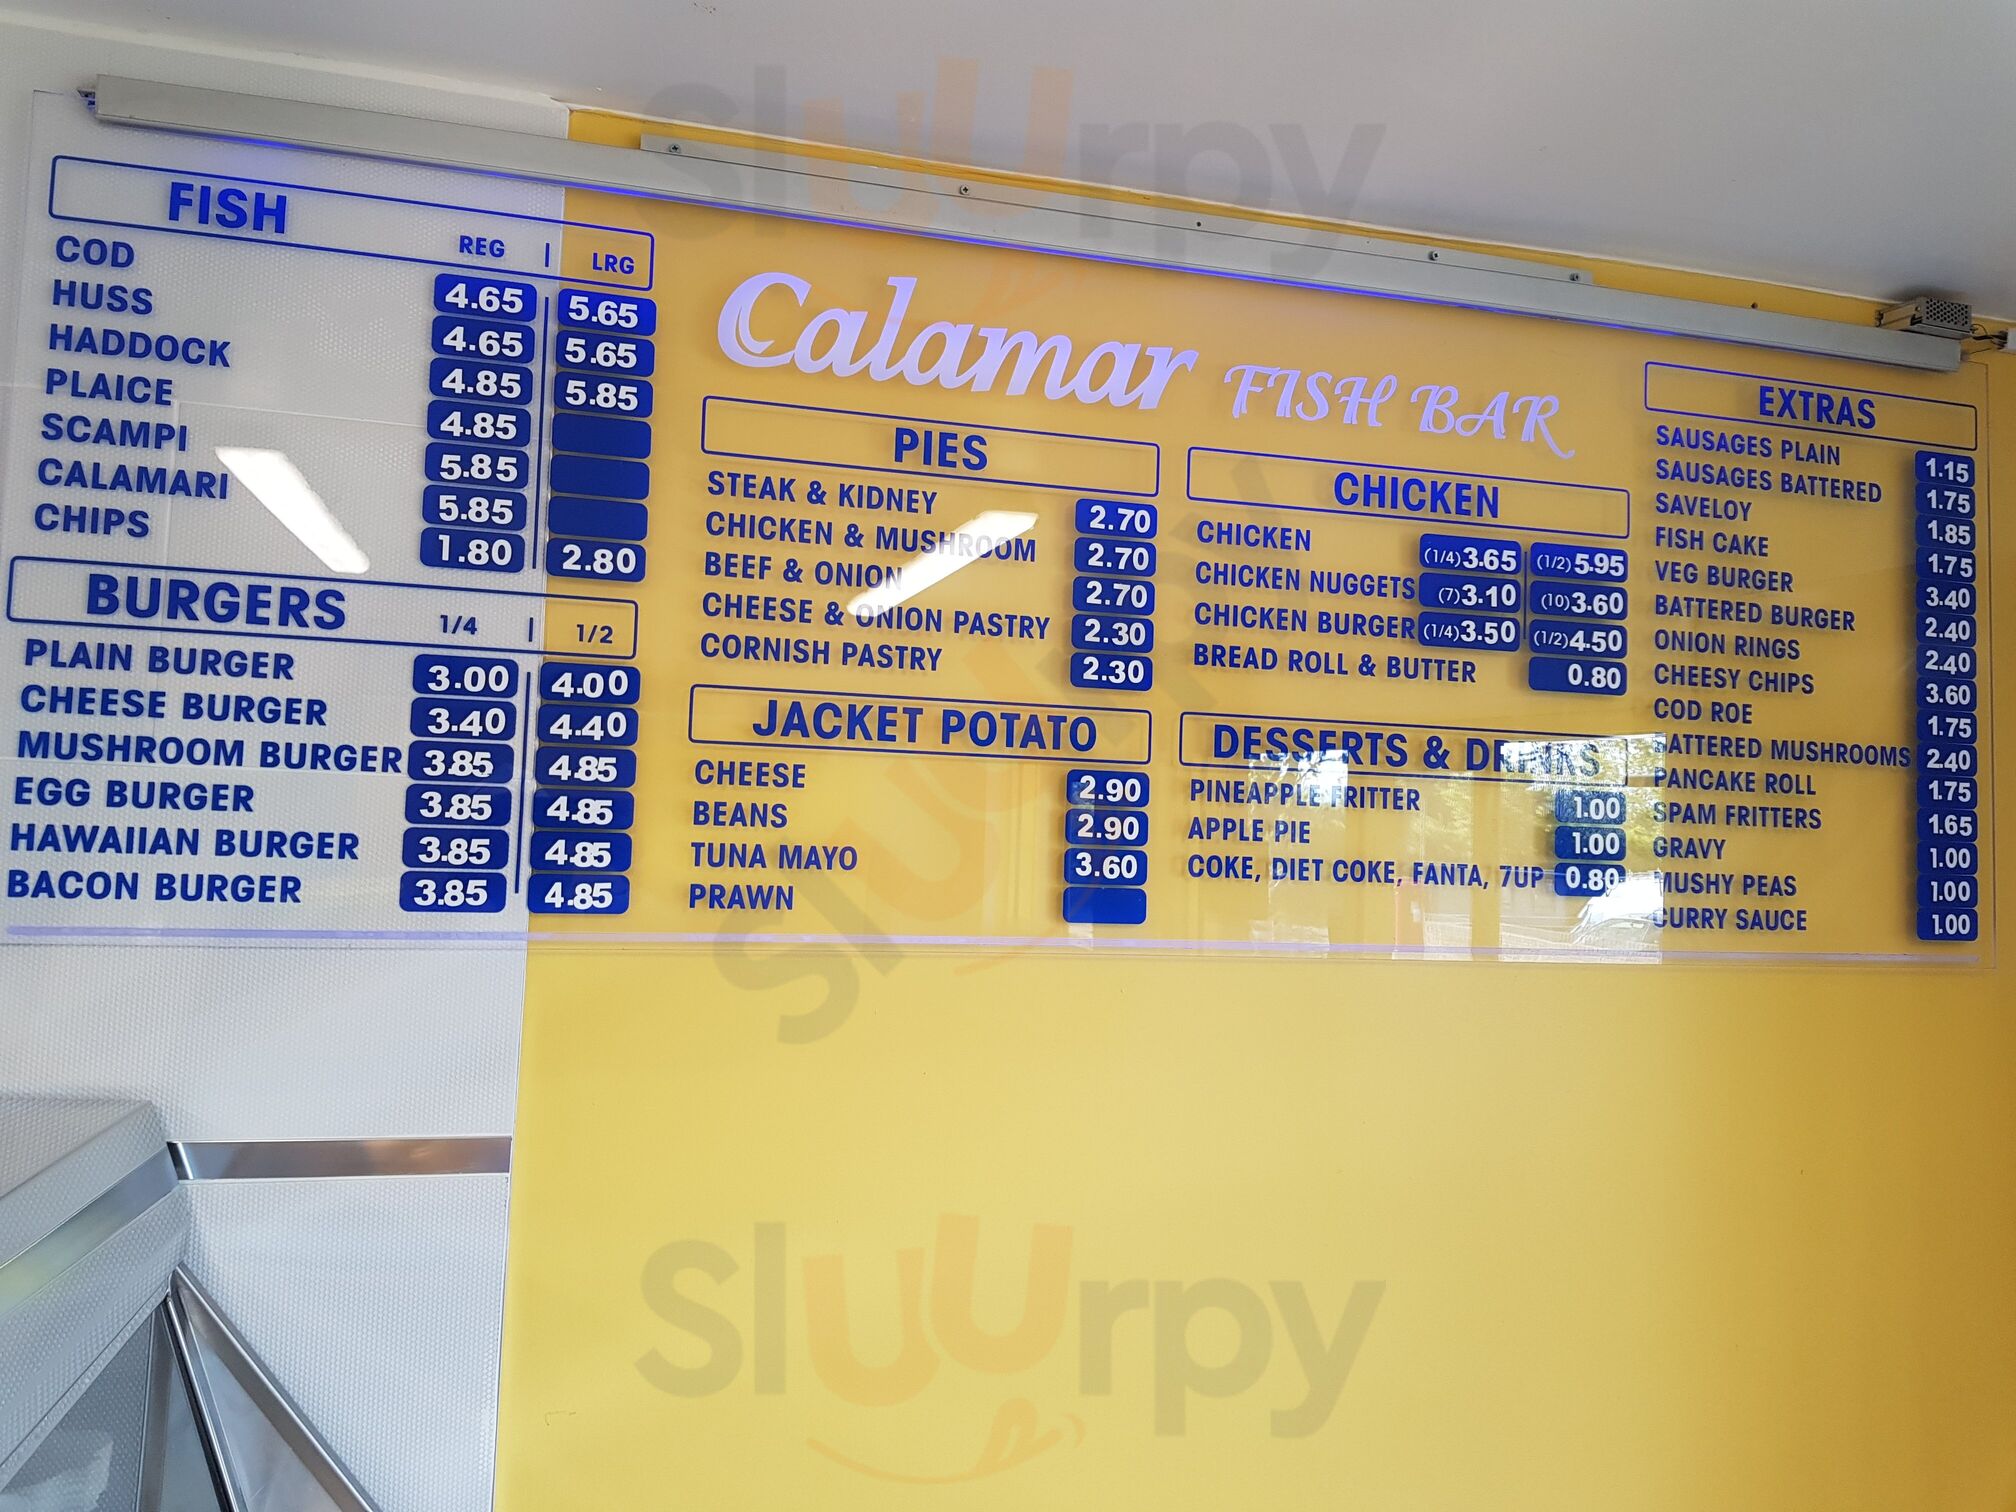 FISH REG | LRG
COD 4.65 5.65
HUSS 4.65 5.65
HADDOCK 4.85 5.85
PLAICE 4.85
SCAMPI 5.85
CALAMARI 5.85
CHIPS 1.80 2.80
BURGERS 1/4 | 1/2
PLAIN BURGER 3.00 4.00
CHEESE BURGER 3.40 4.40
MUSHROOM BURGER 3.85 4.85
EGG BURGER 3.85 4.85
HAWAIIAN BURGER 3.85 4.85
BACON BURGER 3.85 4.85
Calamar FISH BAR
PIES
STEAK & KIDNEY 2.70
CHICKEN & MUSHROOM 2.70
BEEF & ONION 2.70
CHEESE & ONION PASTRY 2.30
CORNISH PASTRY 2.30
JACKET POTATO
CHEESE 2.90
BEANS 2.90
TUNA MAYO 3.60
PRAWN
CHICKEN
CHICKEN (1/4)3.65 (1/2)5.95
CHICKEN NUGGETS (7)3.10 (10)3.60
CHICKEN BURGER (1/4)3.50 (1/2)4.50
BREAD ROLL & BUTTER 0.80
DESSERTS & DRINKS
PINEAPPLE FRITTER 1.00
APPLE PIE 1.00
COKE, DIET COKE, FANTA, 7UP 0.80
EXTRAS
SAUSAGES PLAIN 1.15
SAUSAGES BATTERED 1.75
SAVELOY 1.85
FISH CAKE 1.75
VEG BURGER 3.40
BATTERED BURGER 2.40
ONION RINGS 2.40
CHEESY CHIPS 3.60
COD ROE 1.75
BATTERED MUSHROOMS 2.40
PANCAKE ROLL 1.75
SPAM FRITTERS 1.65
GRAVY 1.00
MUSHY PEAS 1.00
CURRY SAUCE 1.00
Sluurpy
Sluurpy
Sluurpy